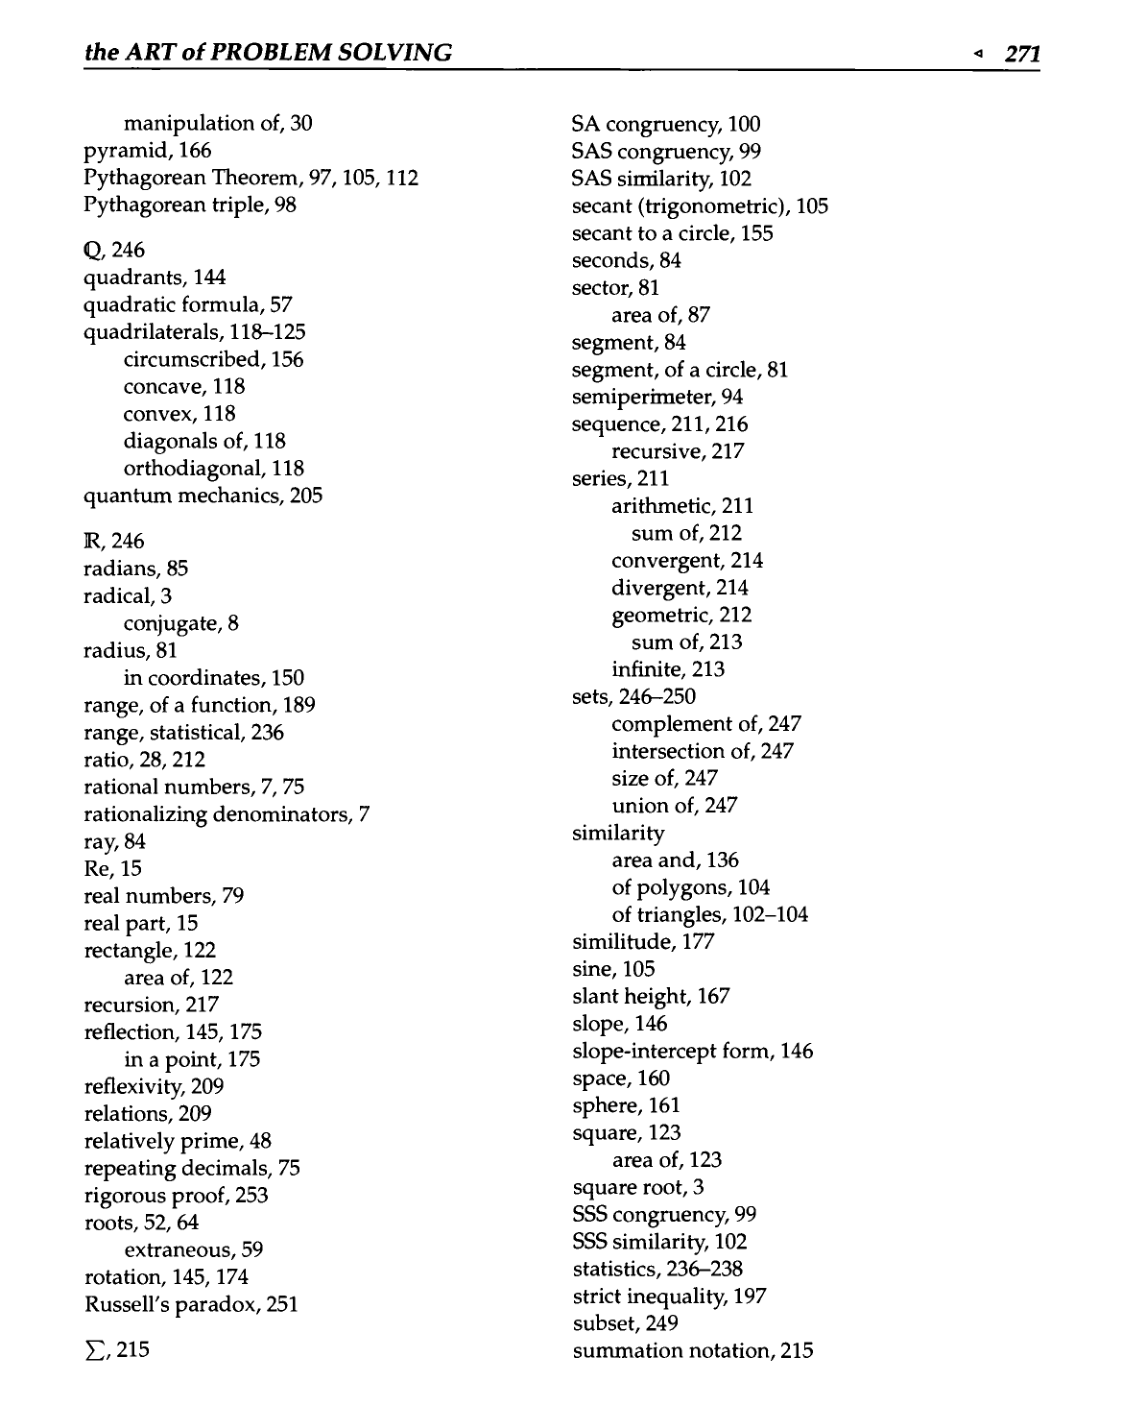 the ART of PROBLEM SOLVING ◁ 271
manipulation of, 30
pyramid, 166
Pythagorean Theorem, 97, 105, 112
Pythagorean triple, 98
ℚ, 246
quadrants, 144
quadratic formula, 57
quadrilaterals, 118–125
circumscribed, 156
concave, 118
convex, 118
diagonals of, 118
orthodiagonal, 118
quantum mechanics, 205
ℝ, 246
radians, 85
radical, 3
conjugate, 8
radius, 81
in coordinates, 150
range, of a function, 189
range, statistical, 236
ratio, 28, 212
rational numbers, 7, 75
rationalizing denominators, 7
ray, 84
Re, 15
real numbers, 79
real part, 15
rectangle, 122
area of, 122
recursion, 217
reflection, 145, 175
in a point, 175
reflexivity, 209
relations, 209
relatively prime, 48
repeating decimals, 75
rigorous proof, 253
roots, 52, 64
extraneous, 59
rotation, 145, 174
Russell's paradox, 251
∑, 215
SA congruency, 100
SAS congruency, 99
SAS similarity, 102
secant (trigonometric), 105
secant to a circle, 155
seconds, 84
sector, 81
area of, 87
segment, 84
segment, of a circle, 81
semiperimeter, 94
sequence, 211, 216
recursive, 217
series, 211
arithmetic, 211
sum of, 212
convergent, 214
divergent, 214
geometric, 212
sum of, 213
infinite, 213
sets, 246–250
complement of, 247
intersection of, 247
size of, 247
union of, 247
similarity
area and, 136
of polygons, 104
of triangles, 102–104
similitude, 177
sine, 105
slant height, 167
slope, 146
slope-intercept form, 146
space, 160
sphere, 161
square, 123
area of, 123
square root, 3
SSS congruency, 99
SSS similarity, 102
statistics, 236–238
strict inequality, 197
subset, 249
summation notation, 215